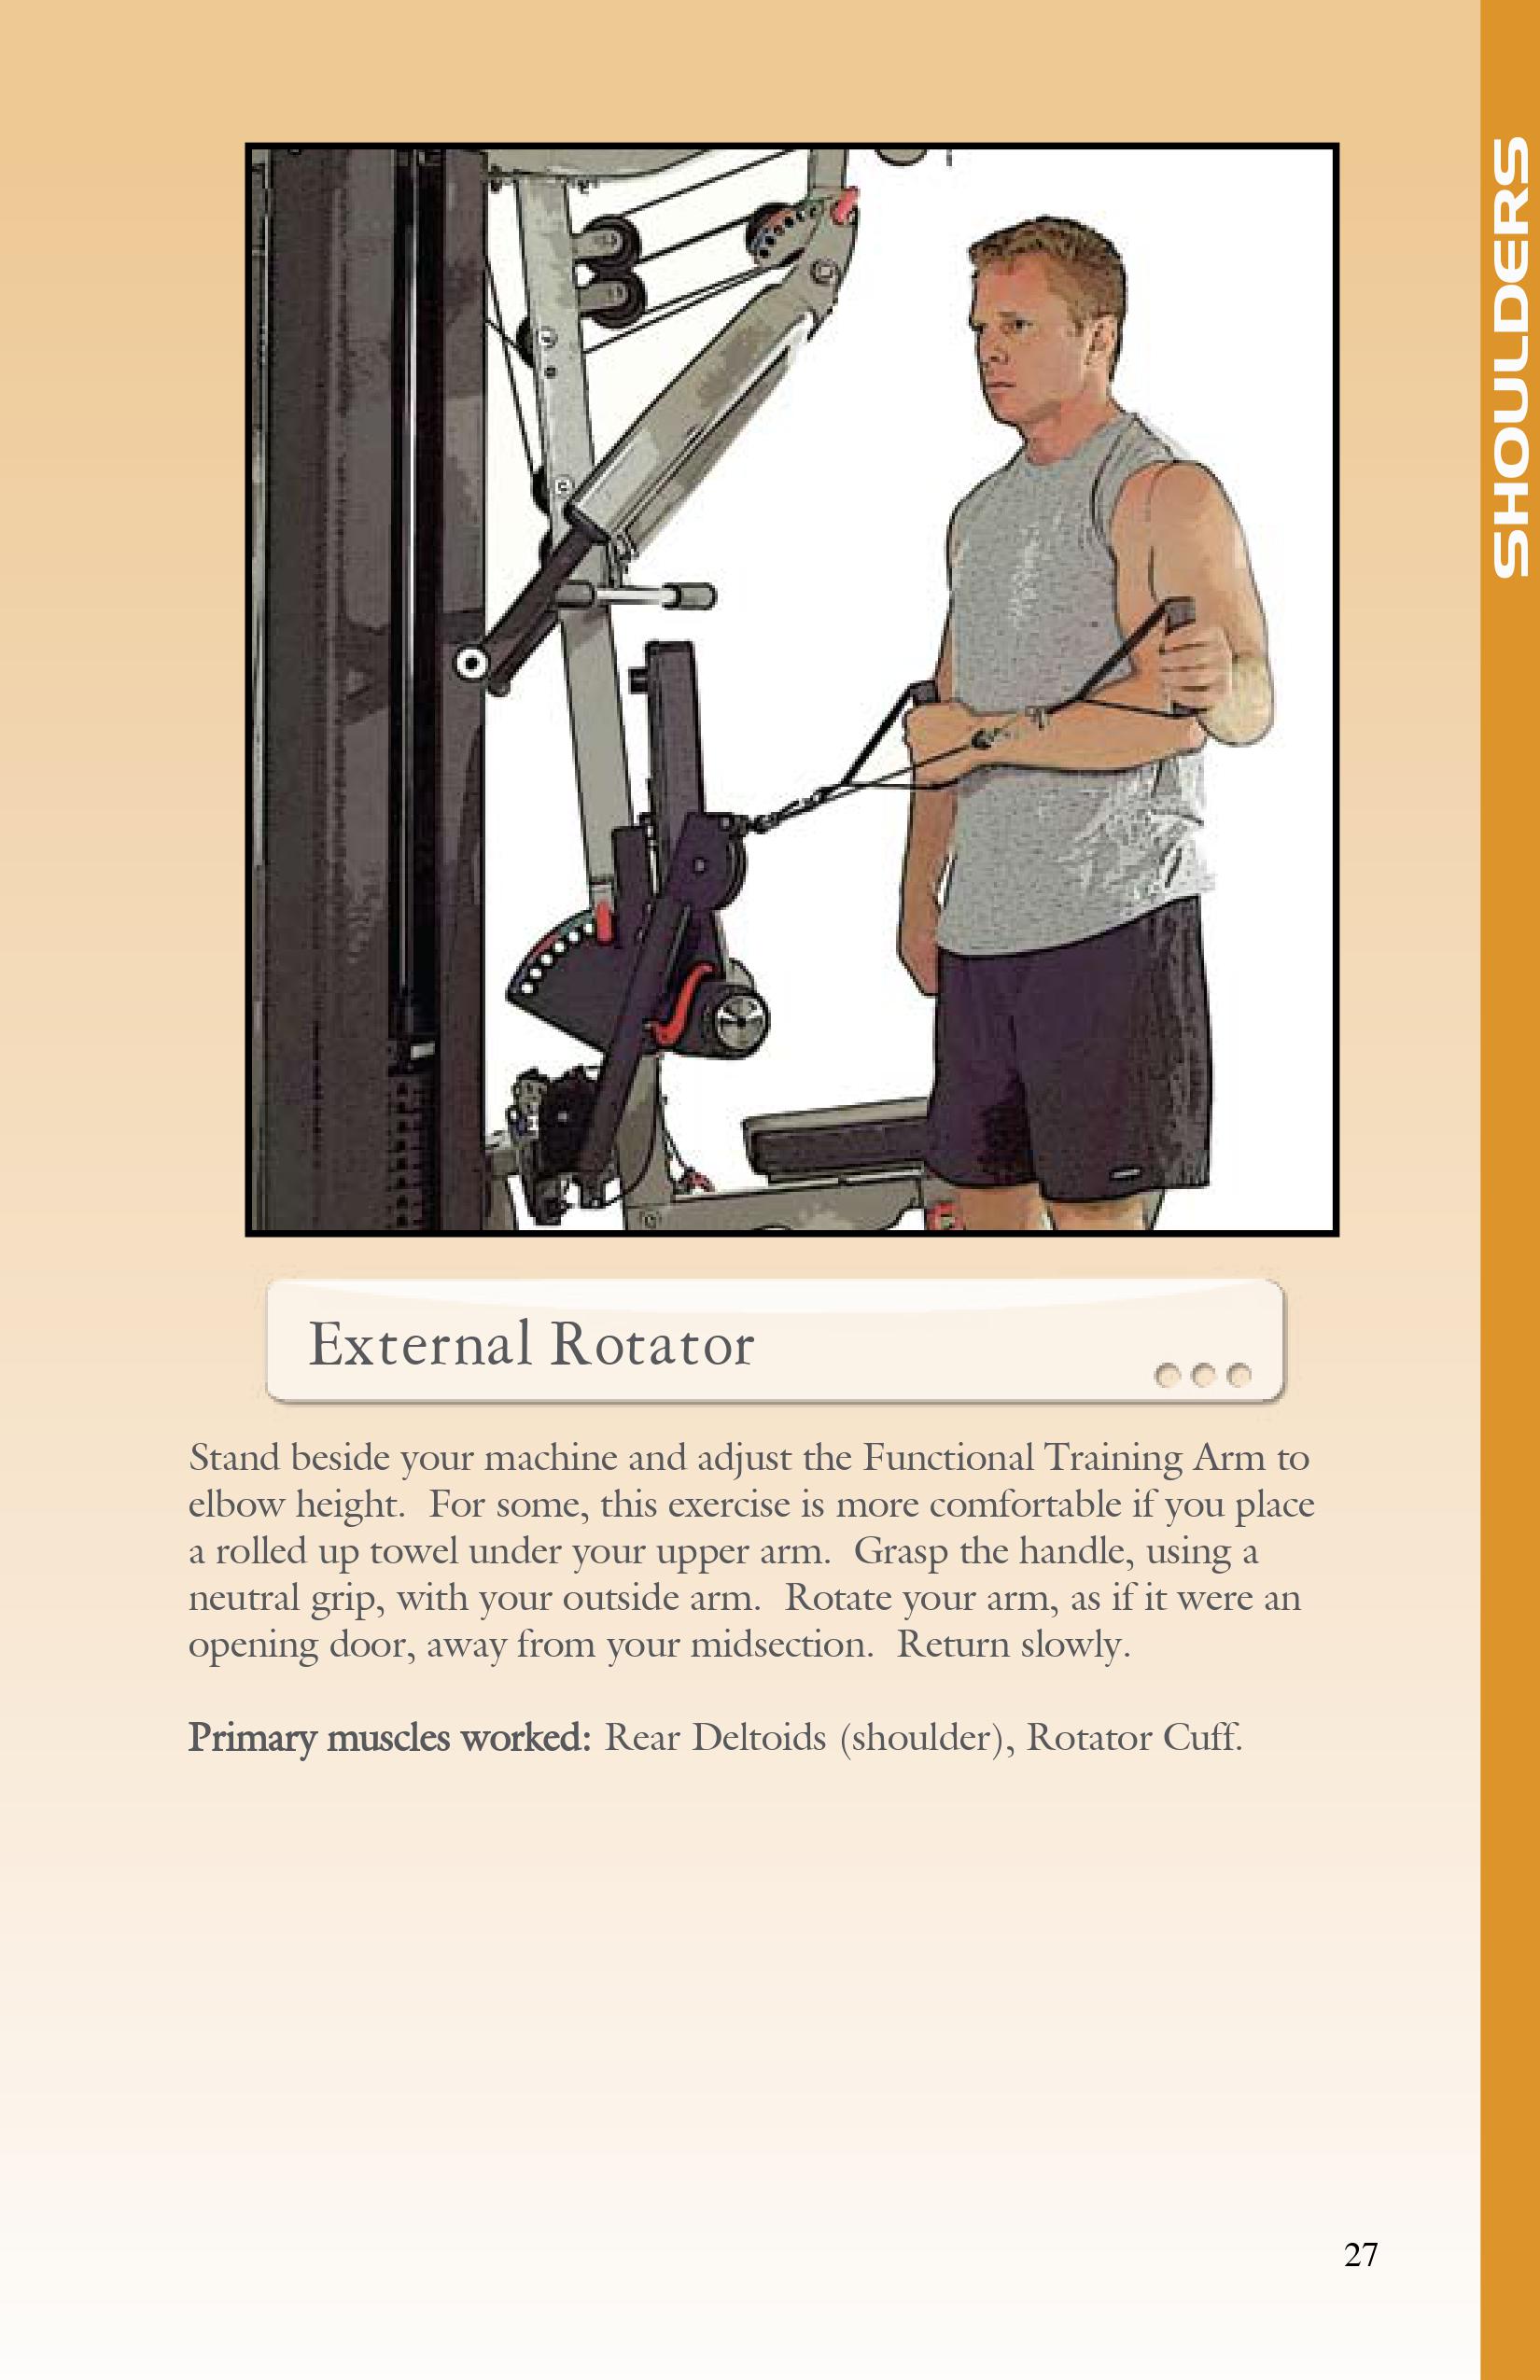 SHOULDERS
External Rotator
Stand beside your machine and adjust the Functional Training Arm to
elbow height.  For some, this exercise is more comfortable if you place
a rolled up towel under your upper arm.  Grasp the handle, using a
neutral grip, with your outside arm.  Rotate your arm, as if it were an
opening door, away from your midsection.  Return slowly.
Primary muscles worked: Rear Deltoids (shoulder), Rotator Cuff.
27